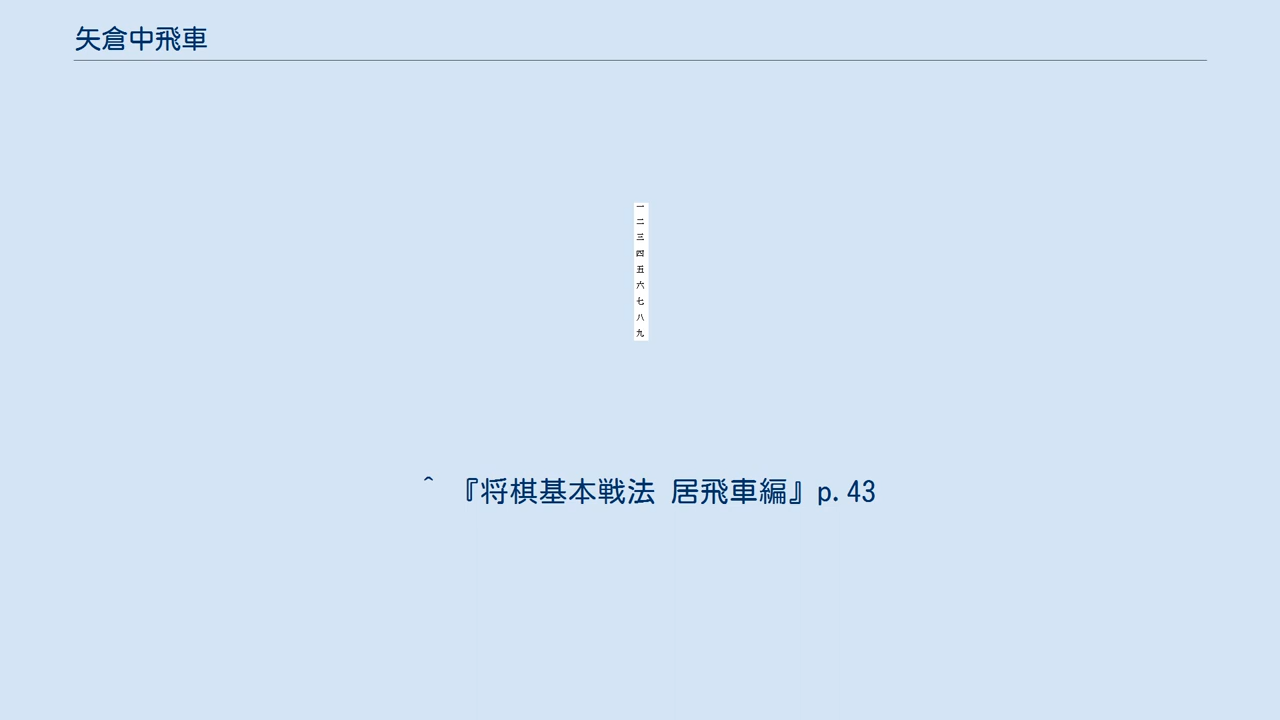 矢倉中飛車
一
二
三
四
五
六
七
八
九
^ 『将棋基本戦法 居飛車編』p.43